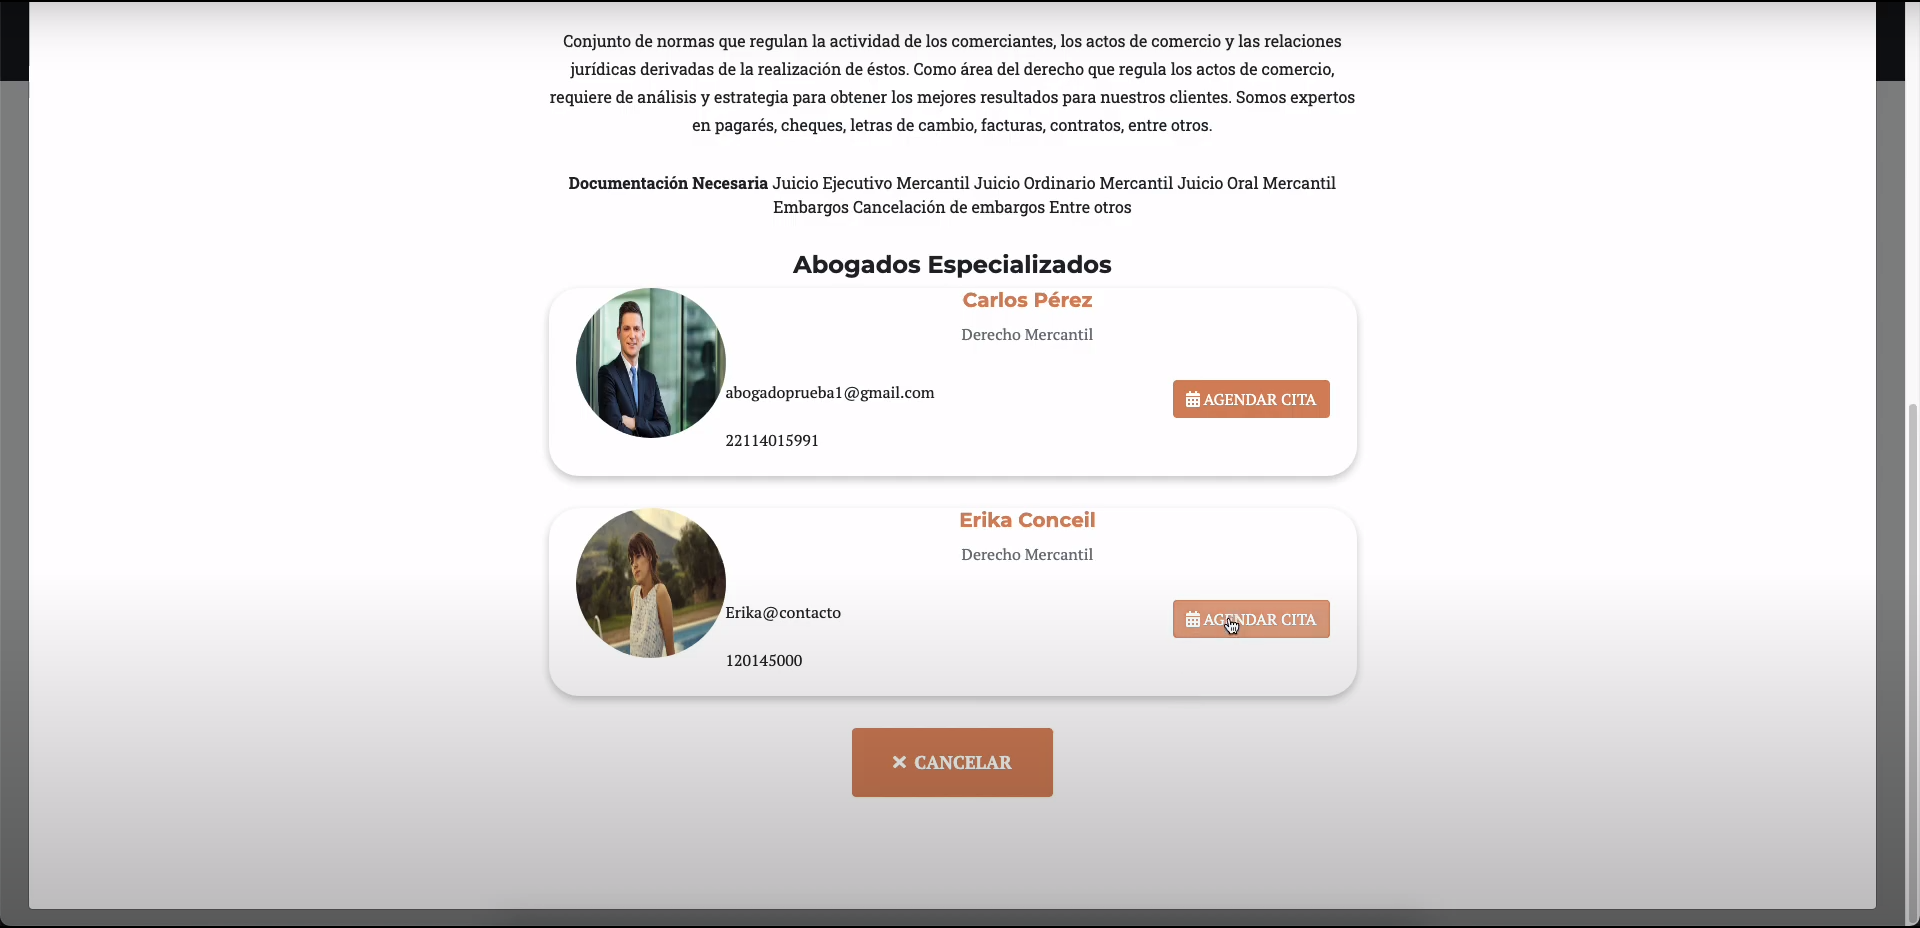 Conjunto de normas que regulan la actividad de los comerciantes, los actos de comercio y las relaciones
jurídicas derivadas de la realización de éstos. Como área del derecho que regula los actos de comercio,
requiere de análisis y estrategia para obtener los mejores resultados para nuestros clientes. Somos expertos
en pagarés, cheques, letras de cambio, facturas, contratos, entre otros.
Documentación Necesaria Juicio Ejecutivo Mercantil Juicio Ordinario Mercantil Juicio Oral Mercantil
Embargos Cancelación de embargos Entre otros
Abogados Especializados
Carlos Pérez
Derecho Mercantil
abogadoprueba1@gmail.com
AGENDAR CITA
22114015991
Erika Conceil
Derecho Mercantil
Erika@contacto
AGENDAR CITA
120145000
CANCELAR